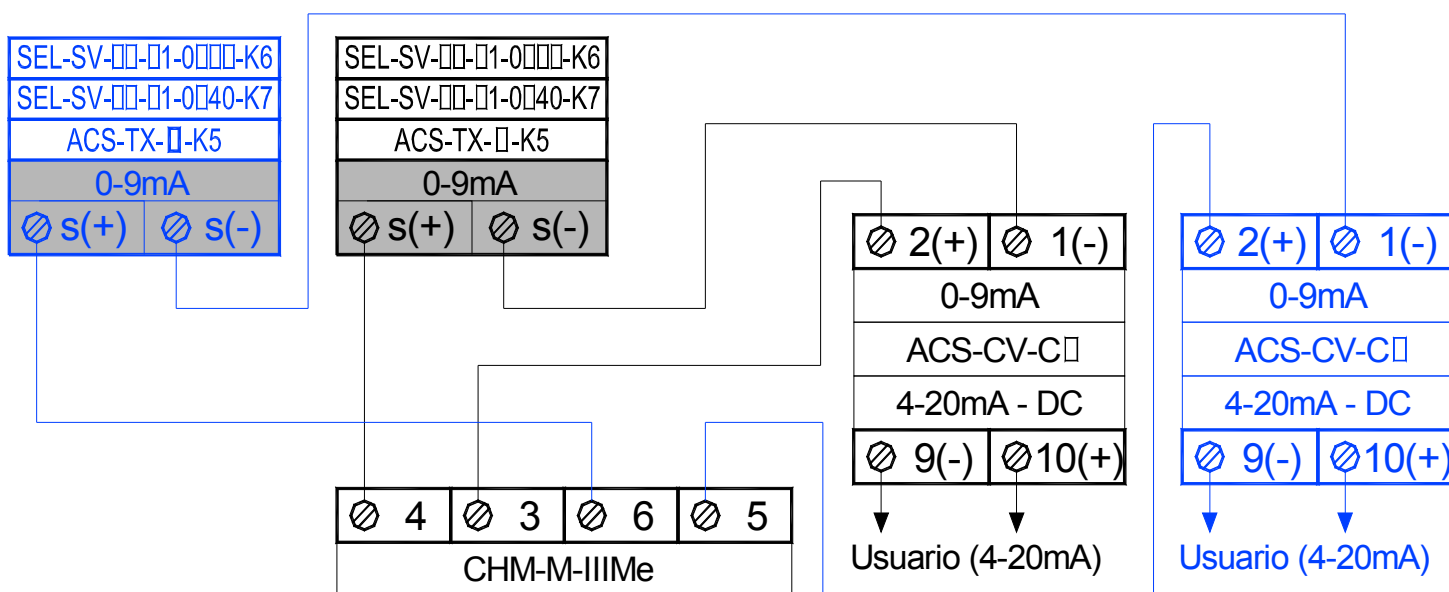 SEL-SV-▯▯-▯1-0▯▯▯-K6
SEL-SV-▯▯-▯1-0▯40-K7
ACS-TX-▯-K5
0-9mA
s(+) s(-)
SEL-SV-▯▯-▯1-0▯▯▯-K6
SEL-SV-▯▯-▯1-0▯40-K7
ACS-TX-▯-K5
0-9mA
s(+) s(-)
2(+) 1(-)
0-9mA
ACS-CV-C▯
4-20mA - DC
9(-) 10(+)
Usuario (4-20mA)
2(+) 1(-)
0-9mA
ACS-CV-C▯
4-20mA - DC
9(-) 10(+)
Usuario (4-20mA)
4 3 6 5
CHM-M-IIIMe